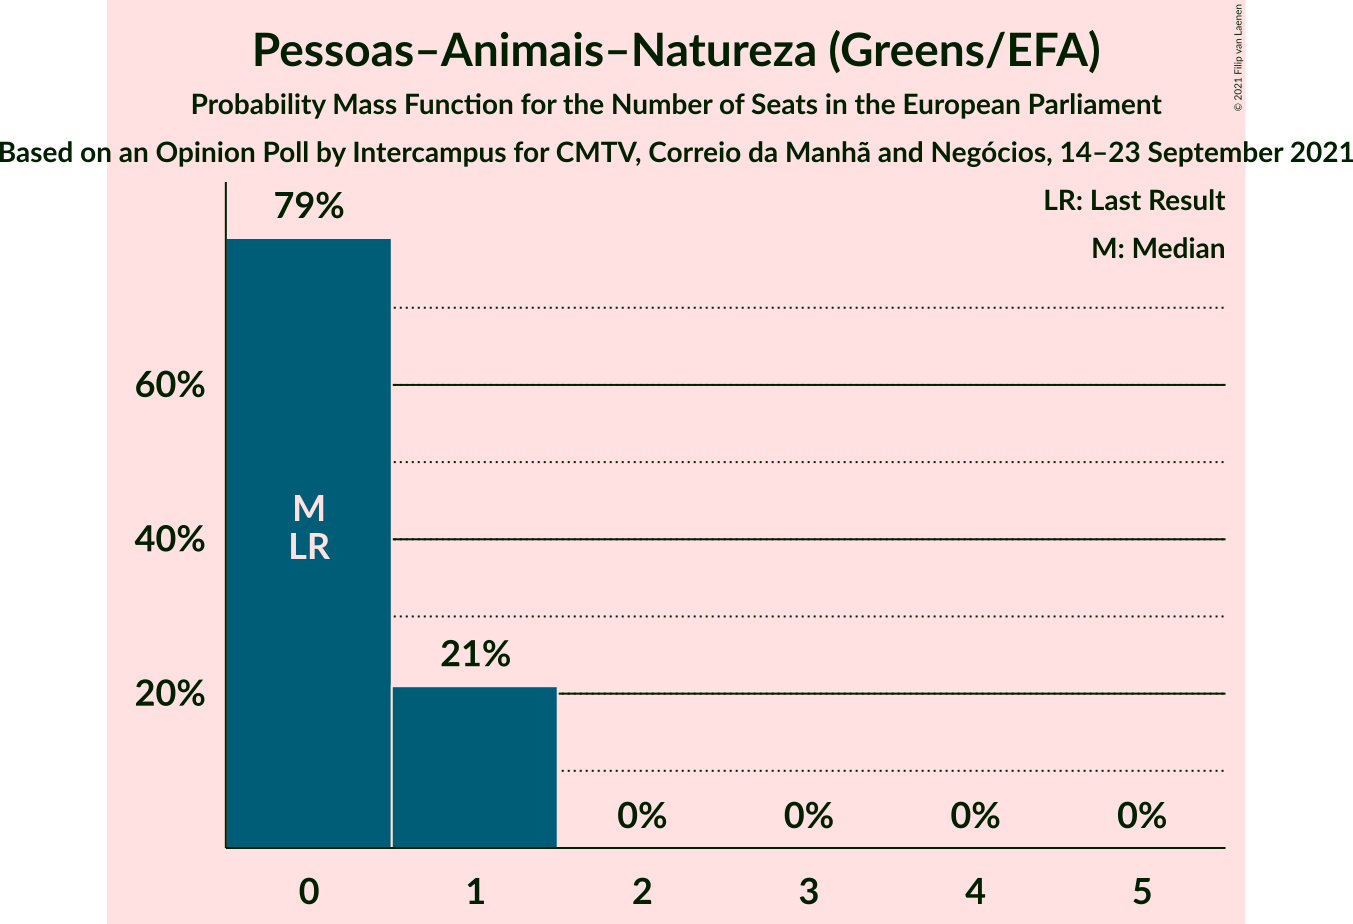 Pessoas–Animais–Natureza (Greens/EFA)
Probability Mass Function for the Number of Seats in the European Parliament
Based on an Opinion Poll by Intercampus for CMTV, Correio da Manhã and Negócios, 14–23 September 2021
© 2021 Filip van Laenen
LR: Last Result
M: Median
79%
60%
M
40%
LR
21%
20%
0% 0% 0% 0%
0 1 2 3 4 5